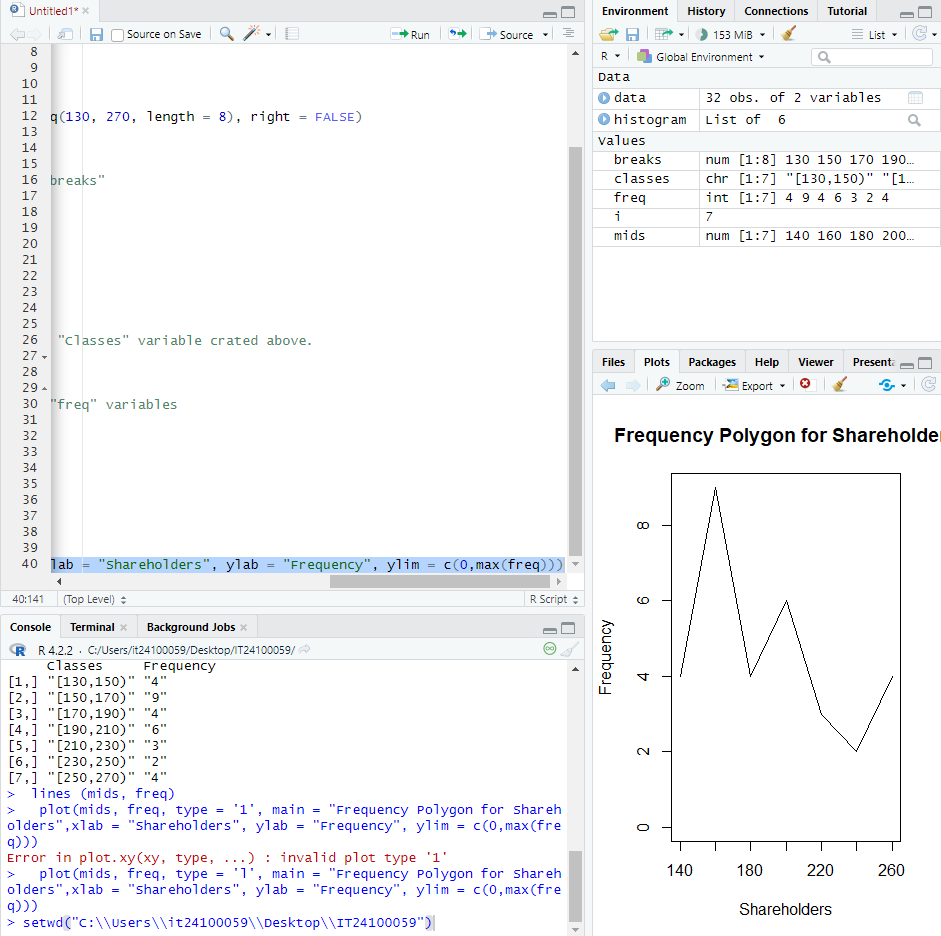 Untitled1*
Source on Save
Run
Source
8
9
10
11
12 q(130, 270, length = 8), right = FALSE)
13
14
15
16 breaks"
17
18
19
20
21
22
23
24
25
26 "Classes" variable crated above.
27
28
29
30 "freq" variables
31
32
33
34
35
36
37
38
39
40 lab = "Shareholders", ylab = "Frequency", ylim = c(0,max(freq)))
40:141 (Top Level) R Script
Console Terminal Background Jobs
R 4.2.2 · C:/Users/it24100059/Desktop/IT24100059/
Classes Frequency
[1,] "[130,150)" "4"
[2,] "[150,170)" "9"
[3,] "[170,190)" "4"
[4,] "[190,210)" "6"
[5,] "[210,230)" "3"
[6,] "[230,250)" "2"
[7,] "[250,270)" "4"
> lines (mids, freq)
> plot(mids, freq, type = '1', main = "Frequency Polygon for Shareh
olders",xlab = "Shareholders", ylab = "Frequency", ylim = c(0,max(fre
q)))
Error in plot.xy(xy, type, ...) : invalid plot type '1'
> plot(mids, freq, type = 'l', main = "Frequency Polygon for Shareh
olders",xlab = "Shareholders", ylab = "Frequency", ylim = c(0,max(fre
q)))
> setwd("C:\\Users\\it24100059\\Desktop\\IT24100059")
Environment History Connections Tutorial
153 MiB List
R Global Environment
Data
data 32 obs. of 2 variables
histogram List of 6
Values
breaks num [1:8] 130 150 170 190…
classes chr [1:7] "[130,150)" "[1…
freq int [1:7] 4 9 4 6 3 2 4
i 7
mids num [1:7] 140 160 180 200…
Files Plots Packages Help Viewer Presenta
Zoom Export
Frequency Polygon for Shareholder
Frequency
8
6
4
2
0
140 180 220 260
Shareholders